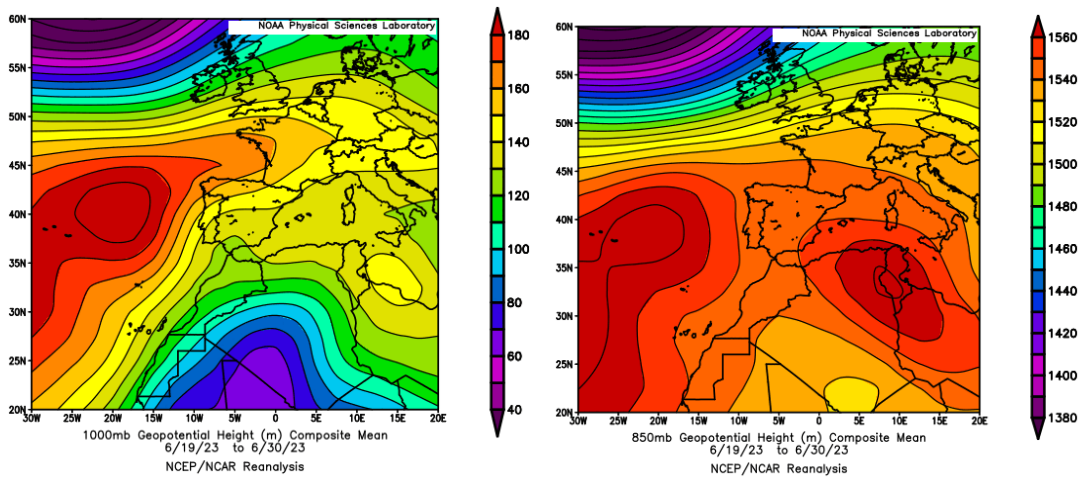 NOAA Physical Sciences Laboratory
60N
55N
50N
45N
40N
35N
30N
25N
20N
30W 25W 20W 15W 10W 5W 0 5E 10E 15E 20E
180
160
140
120
100
80
60
40
1000mb Geopotential Height (m) Composite Mean
6/19/23 to 6/30/23
NCEP/NCAR Reanalysis
NOAA Physical Sciences Laboratory
60N
55N
50N
45N
40N
35N
30N
25N
20N
30W 25W 20W 15W 10W 5W 0 5E 10E 15E 20E
1560
1540
1520
1500
1480
1460
1440
1420
1400
1380
850mb Geopotential Height (m) Composite Mean
6/19/23 to 6/30/23
NCEP/NCAR Reanalysis